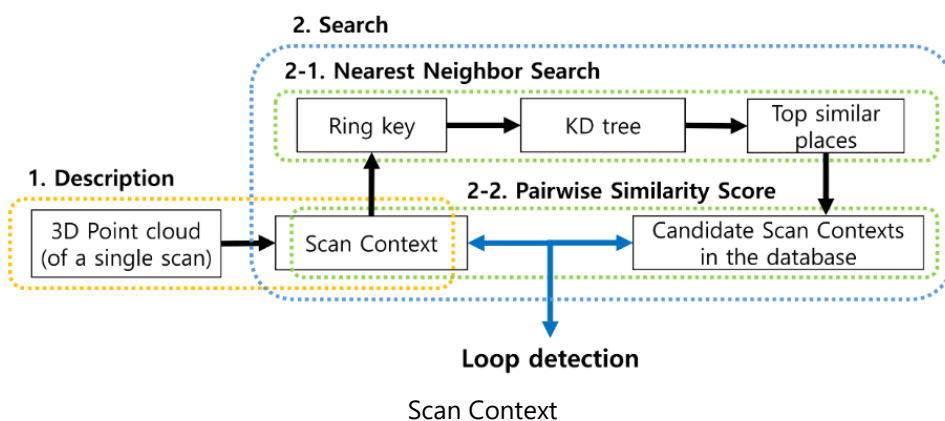 2. Search
2-1. Nearest Neighbor Search
Ring key
KD tree
Top similar
places
1. Description
2-2. Pairwise Similarity Score
3D Point cloud
(of a single scan)
Scan Context
Candidate Scan Contexts
in the database
Loop detection
Scan Context